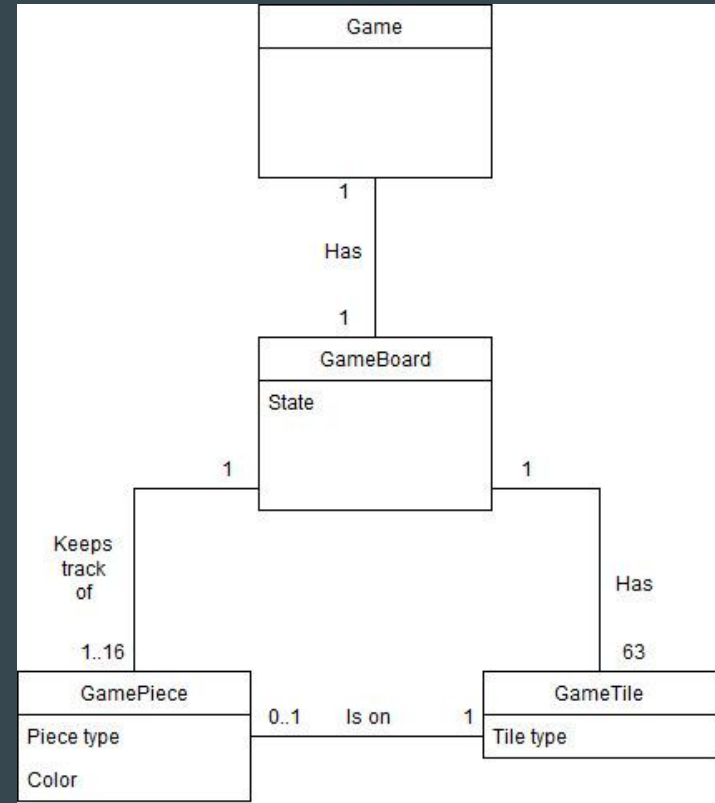 Game
1
Has
1
GameBoard
State
1
1
Keeps
track
of
Has
1..16
63
GamePiece
GameTile
0..1
Is on
1
Piece type
Tile type
Color